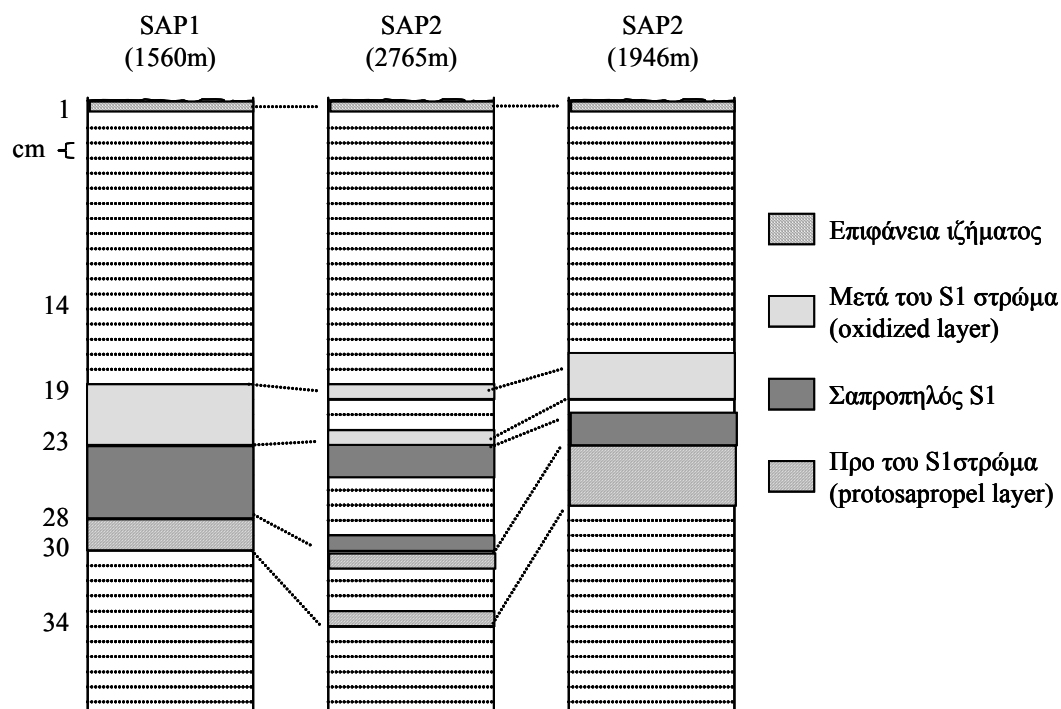 SAP1 SAP2 SAP2
(1560m) (2765m) (1946m)
1
cm
14
19
23
28
30
34
Επιφάνεια ιζήματος
Μετά του S1 στρώμα
(oxidized layer)
Σαπροπηλός S1
Προ του S1στρώμα
(protosapropel layer)